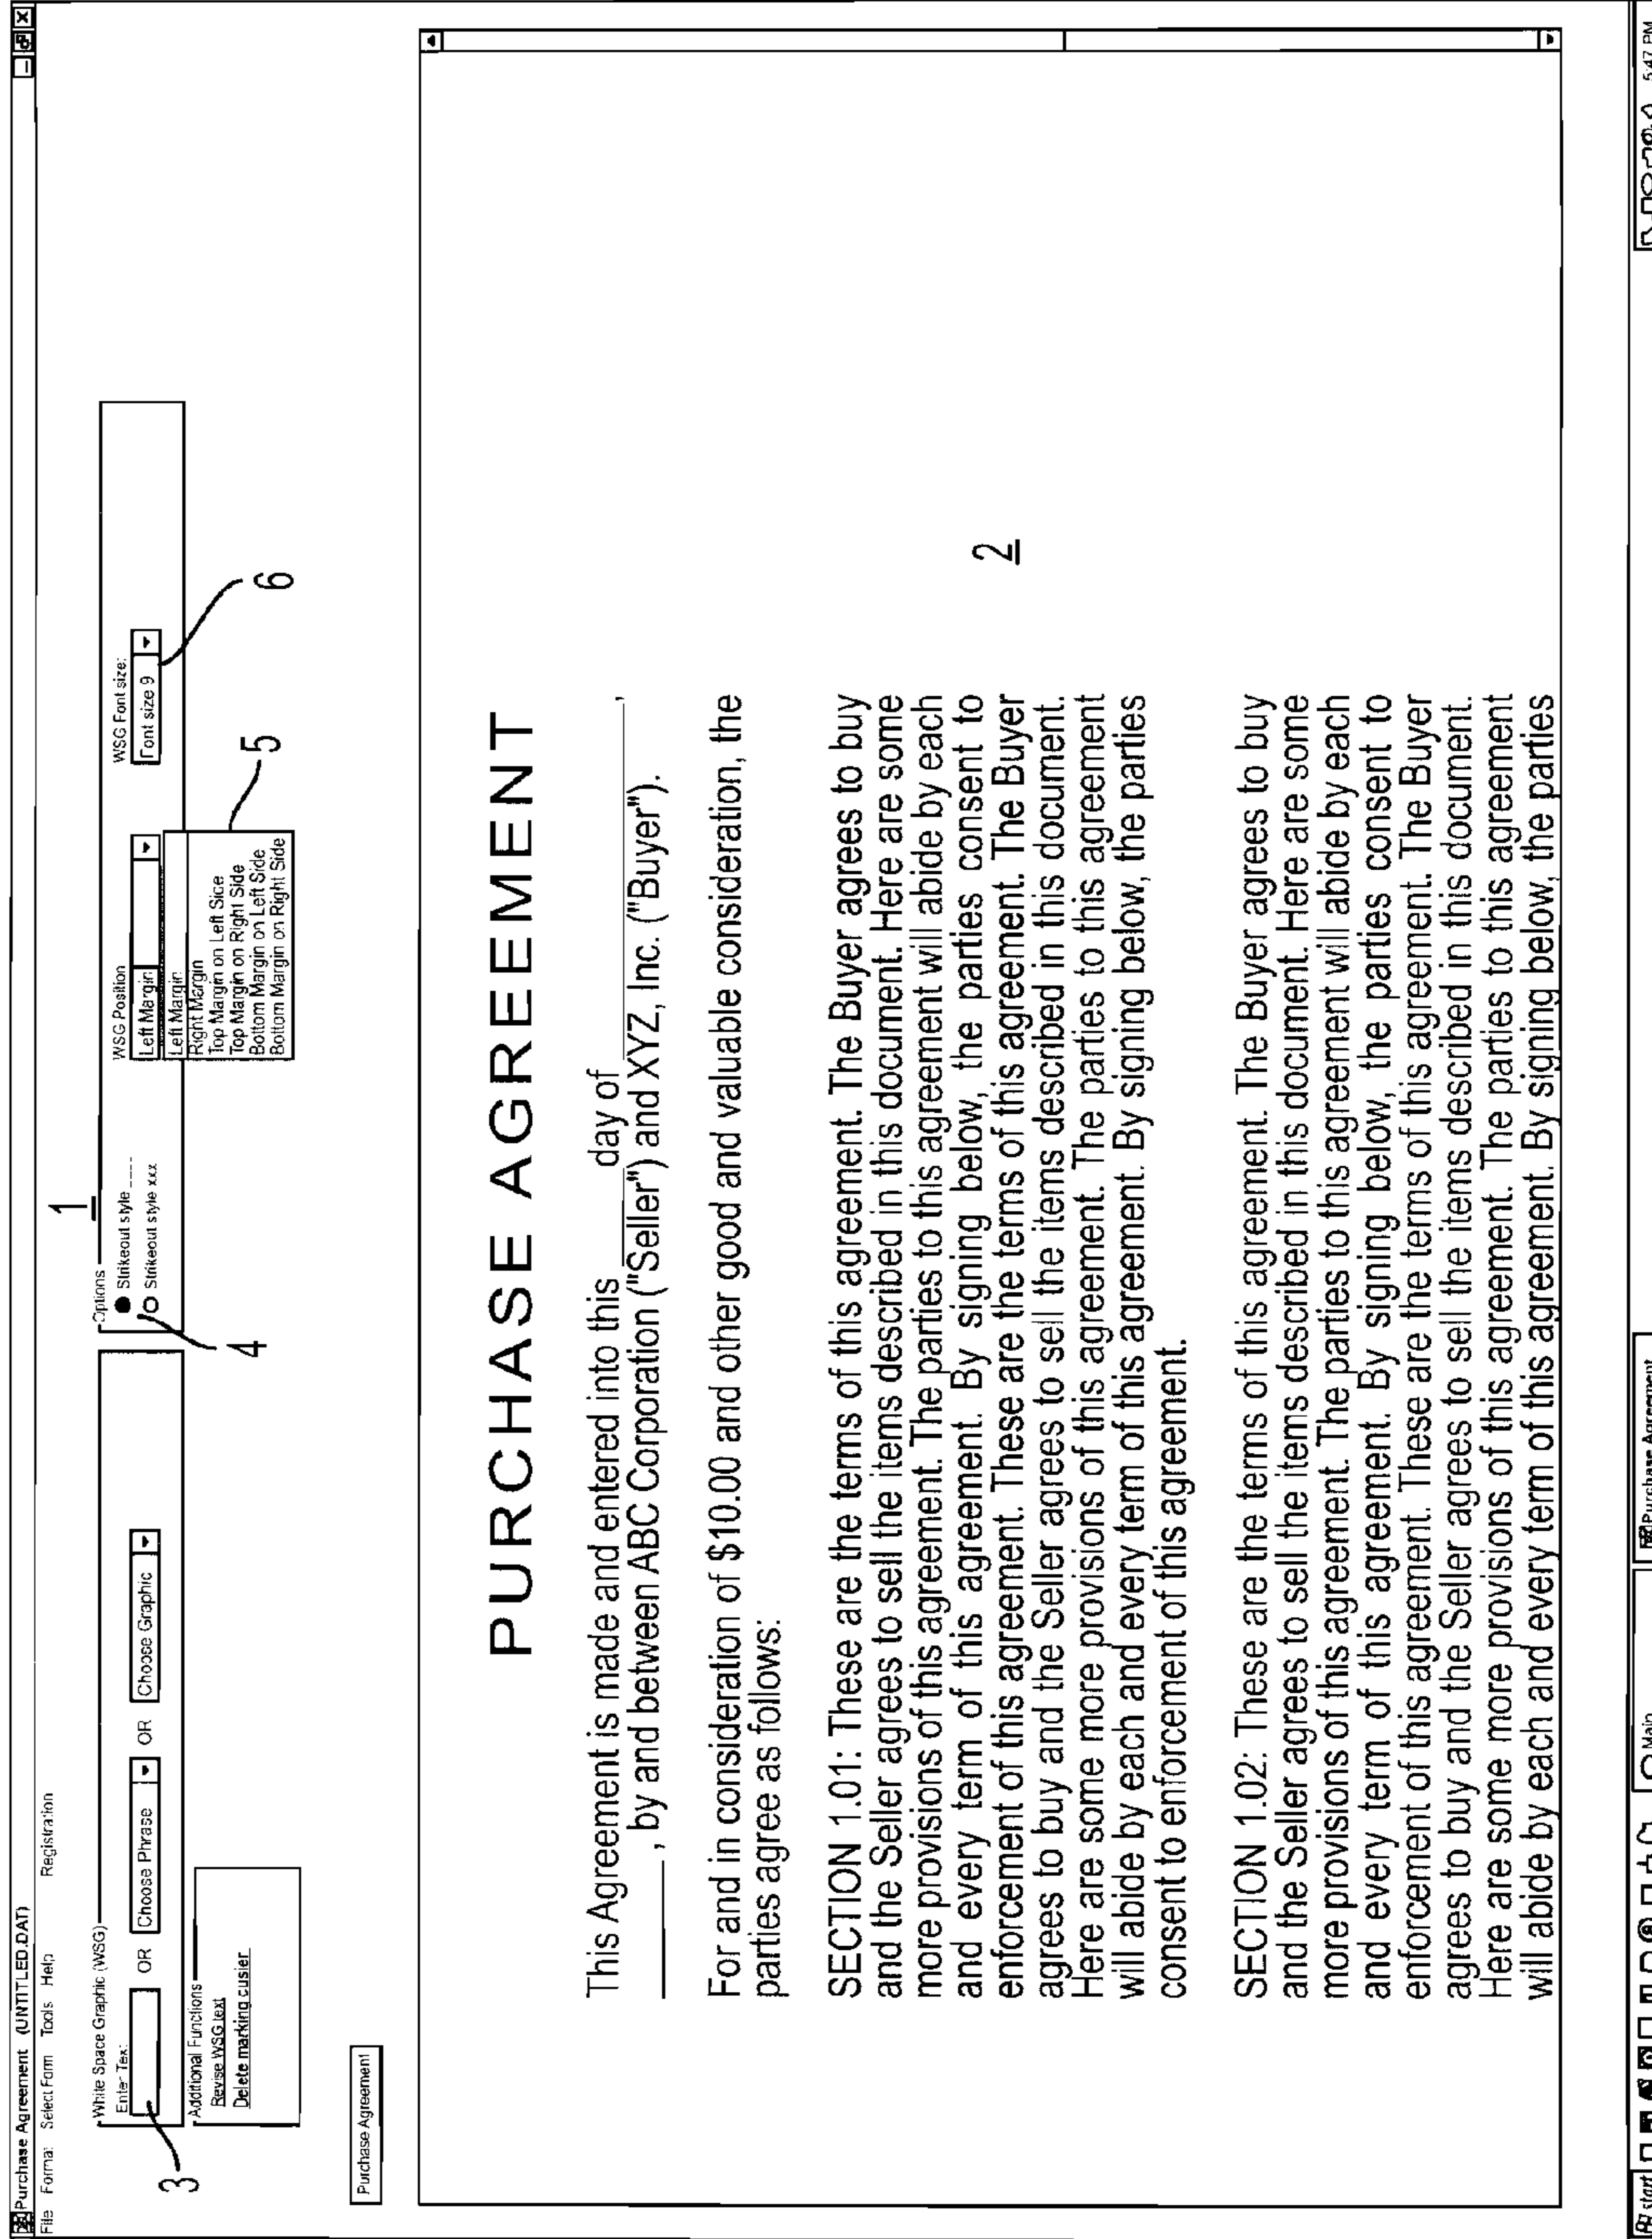 Purchase Agreement (UNTITLED.DAT)
File Format Select Form Tools Help Registration
1
White Space Graphic (WSG)
Enter Text:
OR Choose Phrase OR Choose Graphic
3
Additional Functions
Revise WSG text
Delete marking cusier
Options
Strikeout style ----
Strikeout style xxx
4
WSG Position
Left Margin
Left Margin
Right Margin
Top Margin on Left Side
Top Margin on Right Side
Bottom Margin on Left Side
Bottom Margin on Right Side
5
WSG Font size:
Font size 9
6
Purchase Agreement
PURCHASE AGREEMENT
This Agreement is made and entered into this _____ day of __________,
_____, by and between ABC Corporation ("Seller") and XYZ, Inc. ("Buyer").
For and in consideration of $10.00 and other good and valuable consideration, the
parties agree as follows:
SECTION 1.01: These are the terms of this agreement. The Buyer agrees to buy
and the Seller agrees to sell the items described in this document. Here are some
more provisions of this agreement. The parties to this agreement will abide by each
and every term of this agreement. By signing below, the parties consent to
enforcement of this agreement. These are the terms of this agreement. The Buyer
agrees to buy and the Seller agrees to sell the items described in this document.
Here are some more provisions of this agreement. The parties to this agreement
will abide by each and every term of this agreement. By signing below, the parties
consent to enforcement of this agreement.
2
SECTION 1.02: These are the terms of this agreement. The Buyer agrees to buy
and the Seller agrees to sell the items described in this document. Here are some
more provisions of this agreement. The parties to this agreement will abide by each
and every term of this agreement. By signing below, the parties consent to
enforcement of this agreement. These are the terms of this agreement. The Buyer
agrees to buy and the Seller agrees to sell the items described in this document.
Here are some more provisions of this agreement. The parties to this agreement
will abide by each and every term of this agreement. By signing below, the parties
start Main Purchase Agreement 5:47 PM